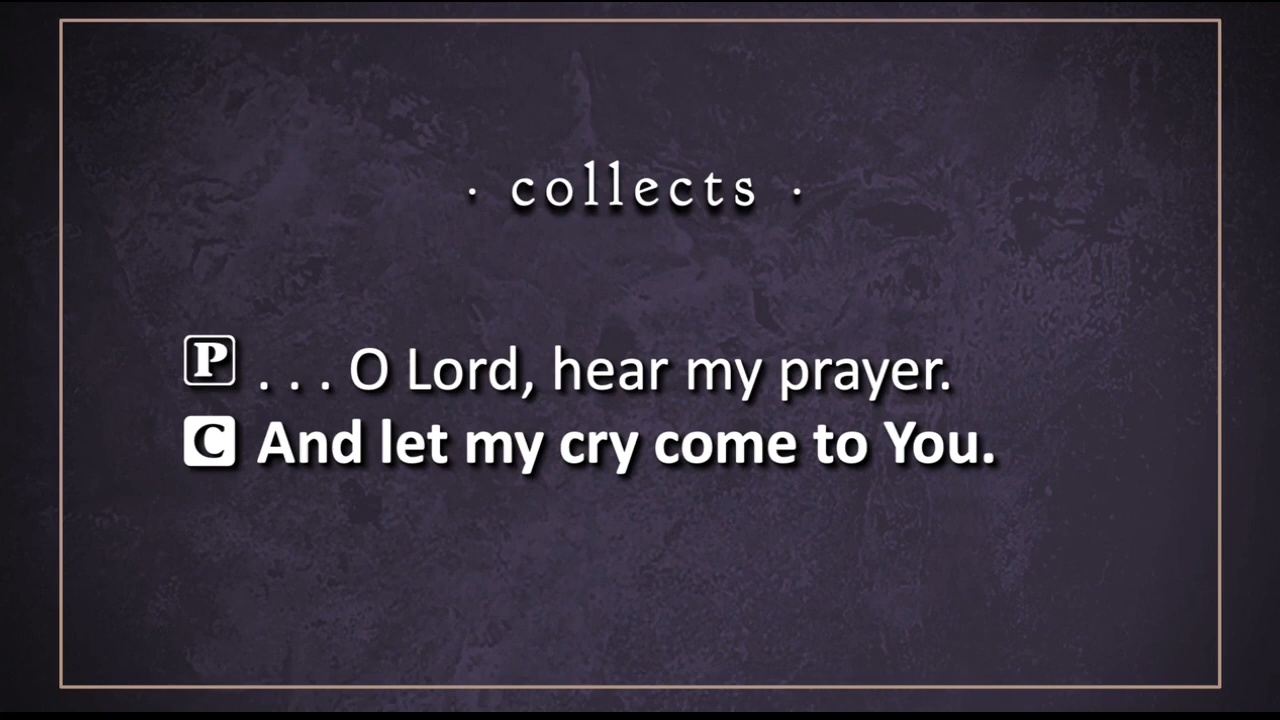 · collects ·
P . . . O Lord, hear my prayer.
C And let my cry come to You.